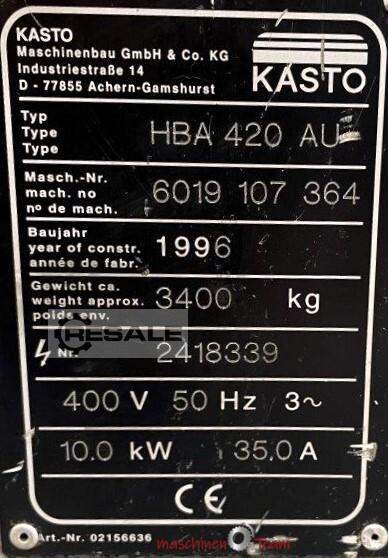 KASTO
Maschinenbau GmbH & Co. KG
Industriestraße 14
D - 77855 Achern-Gamshurst
KASTO
Typ
Type
Type
HBA 420 AU
Masch.-Nr.
mach. no
nº de mach.
6019 107 364
Baujahr
year of constr.
année de fabr.
1996
Gewicht ca.
weight approx.
poids env.
3400 kg
RESALE
Nr.
2418339
400 V 50 Hz 3~
10.0 kW 35.0 A
CE
Art.-Nr. 02156636
maschinen team